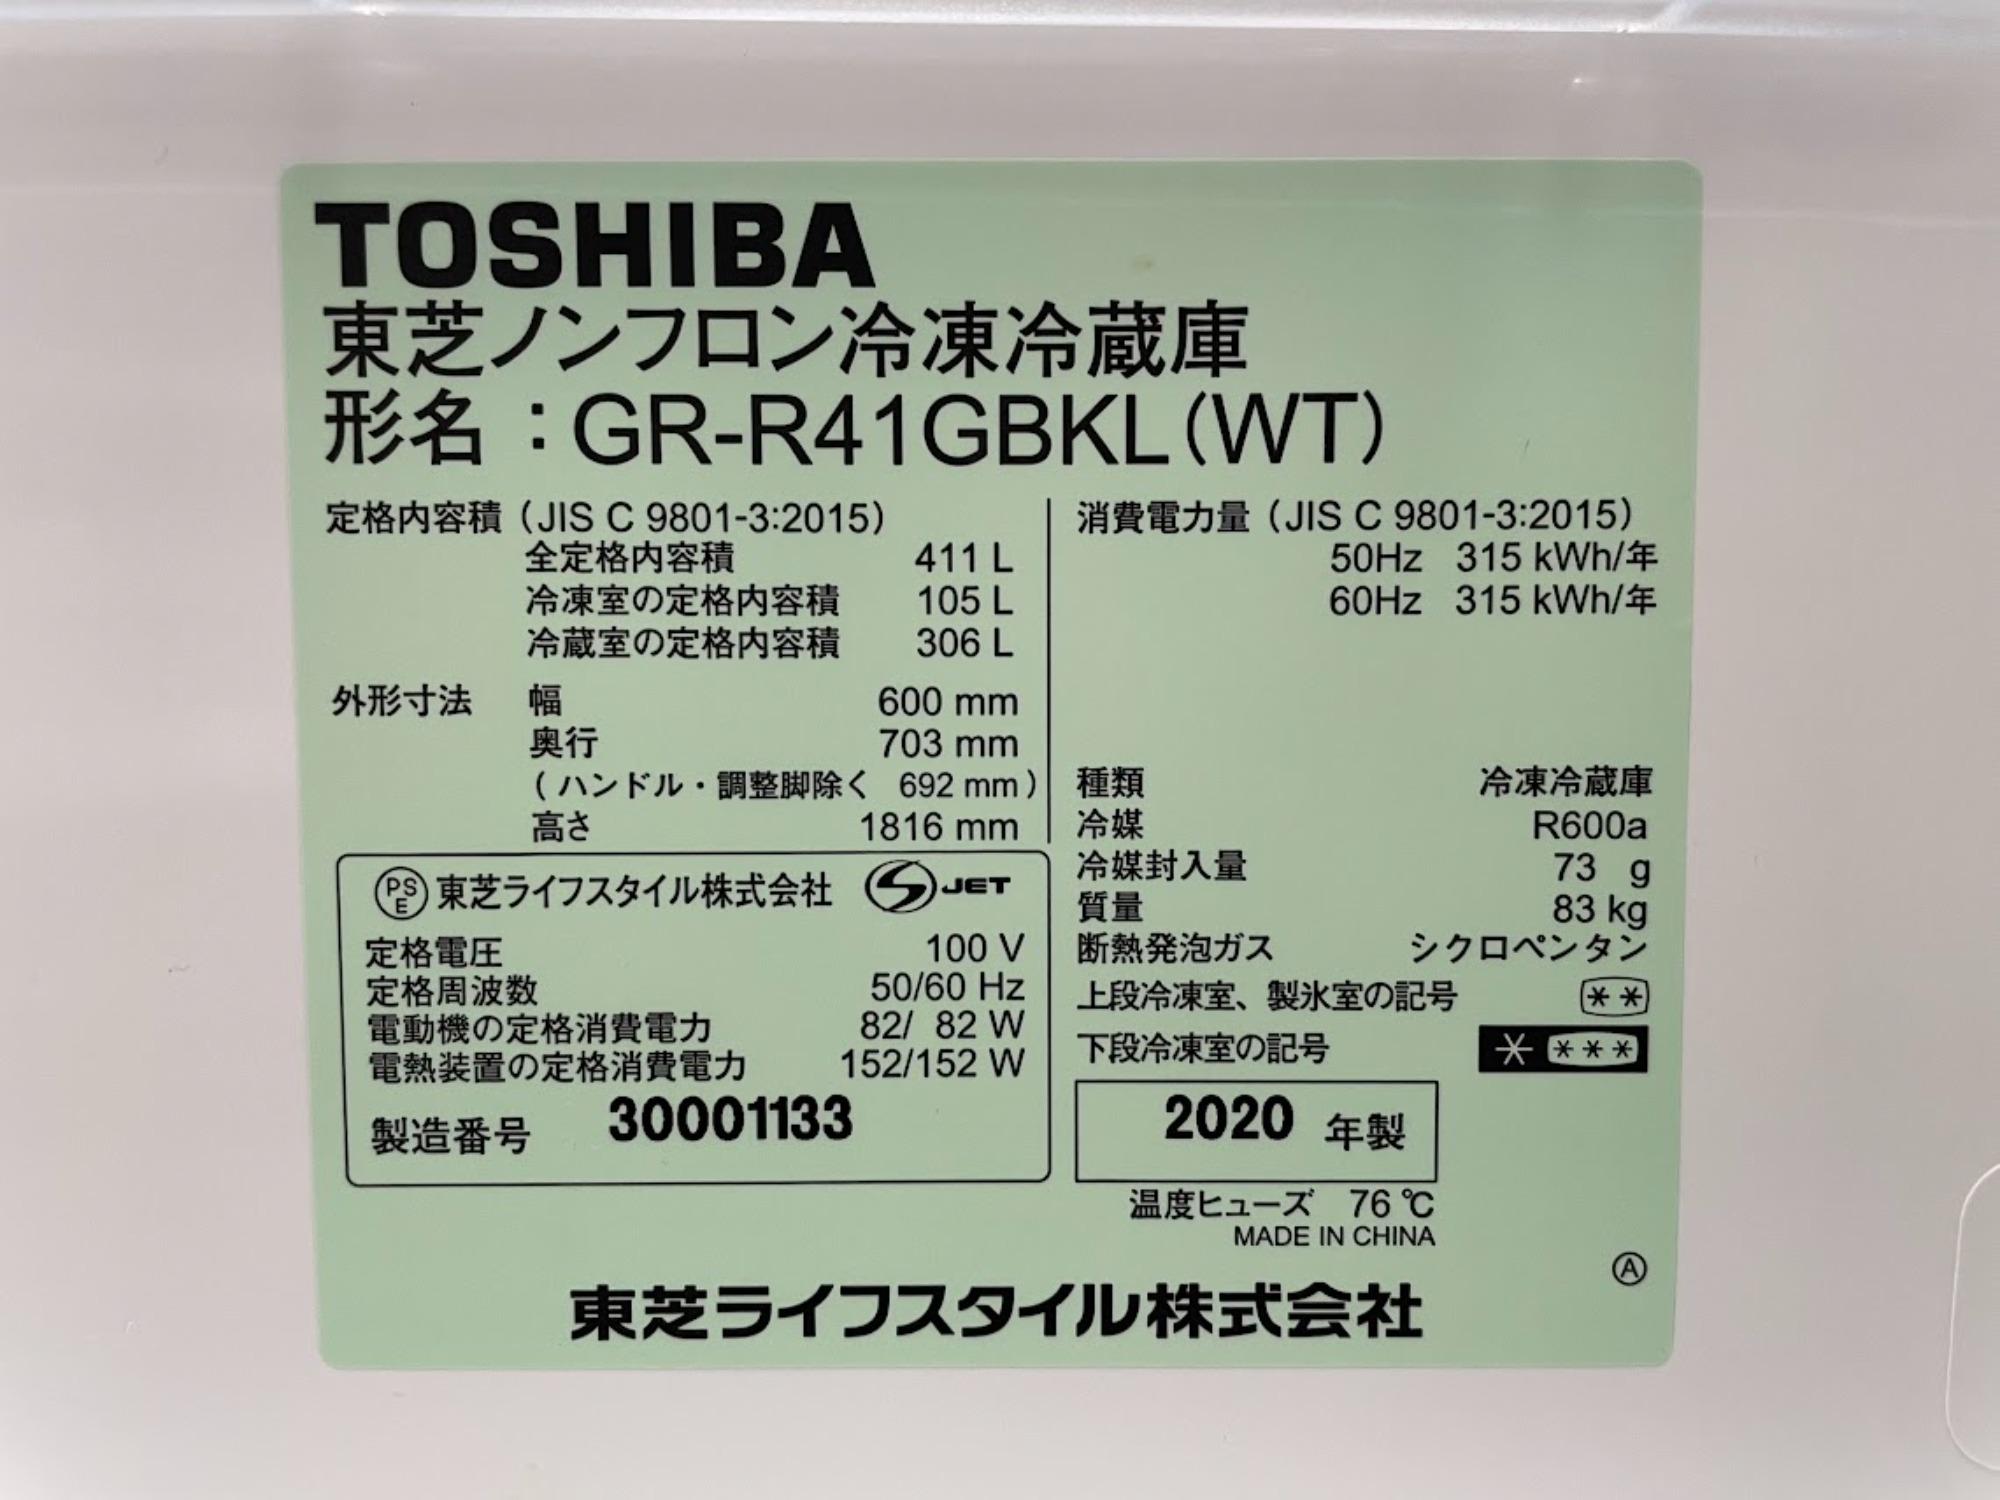 TOSHIBA
東芝ノンフロン冷凍冷蔵庫
形名：GR-R41GBKL(WT)
定格内容積（JIS C 9801-3:2015）
全定格内容積 411 L
冷凍室の定格内容積 105 L
冷蔵室の定格内容積 306 L
外形寸法 幅 600 mm
奥行 703 mm
(ハンドル・調整脚除く 692 mm)
高さ 1816 mm
PSE 東芝ライフスタイル株式会社 S JET
定格電圧 100 V
定格周波数 50/60 Hz
電動機の定格消費電力 82/ 82 W
電熱装置の定格消費電力 152/152 W
製造番号 30001133
消費電力量（JIS C 9801-3:2015）
50Hz 315 kWh/年
60Hz 315 kWh/年
種類 冷凍冷蔵庫
冷媒 R600a
冷媒封入量 73 g
質量 83 kg
断熱発泡ガス シクロペンタン
上段冷凍室、製氷室の記号 **
下段冷凍室の記号 * ***
2020 年製
温度ヒューズ 76 ℃
MADE IN CHINA
Ⓐ
東芝ライフスタイル株式会社